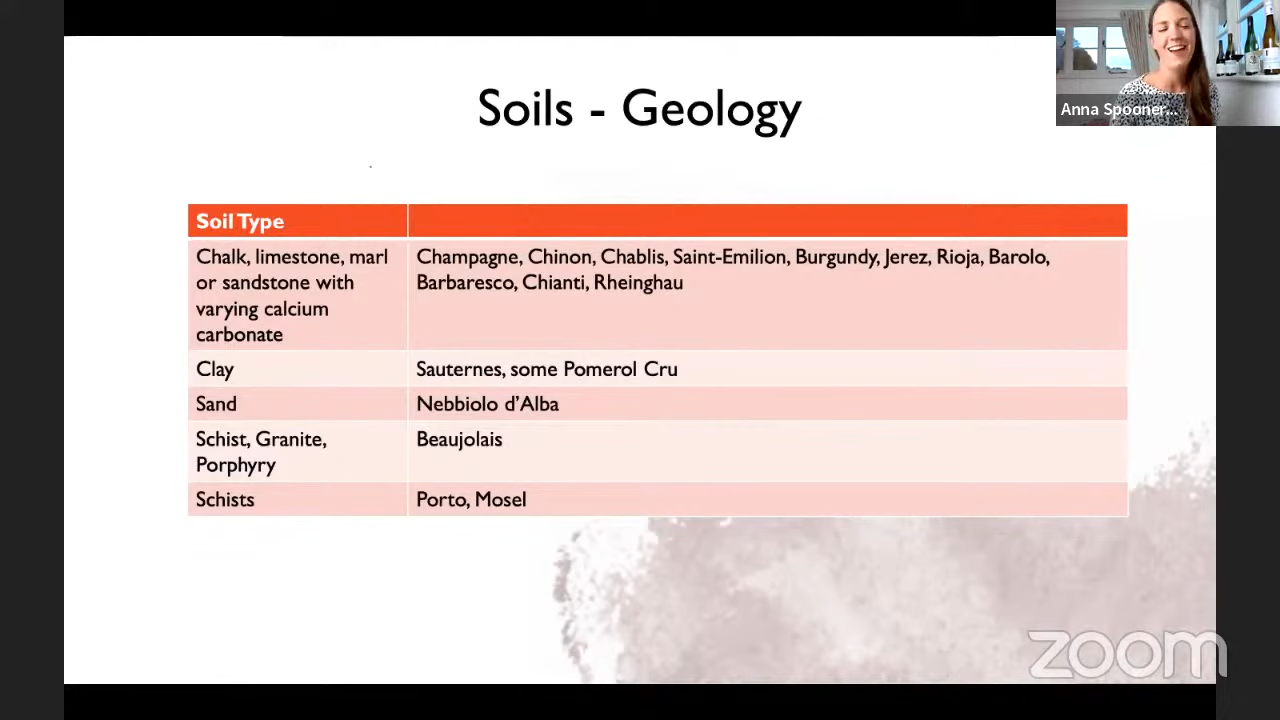 Soils - Geology
Anna Spooner...
Soil Type
Chalk, limestone, marl
or sandstone with
varying calcium
carbonate
Champagne, Chinon, Chablis, Saint-Emilion, Burgundy, Jerez, Rioja, Barolo,
Barbaresco, Chianti, Rheinghau
Clay
Sauternes, some Pomerol Cru
Sand
Nebbiolo d'Alba
Schist, Granite,
Porphyry
Beaujolais
Schists
Porto, Mosel
zoom